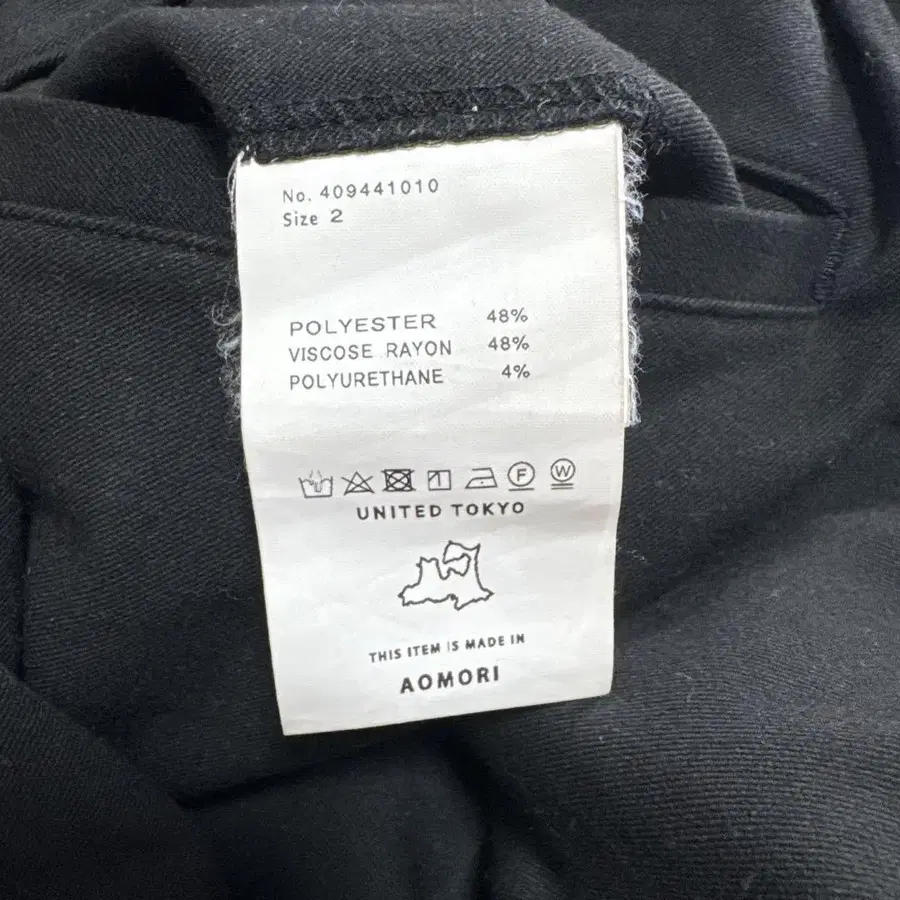 No. 409441010
Size 2
POLYESTER 48%
VISCOSE RAYON 48%
POLYURETHANE 4%
F W
UNITED TOKYO
THIS ITEM IS MADE IN
AOMORI